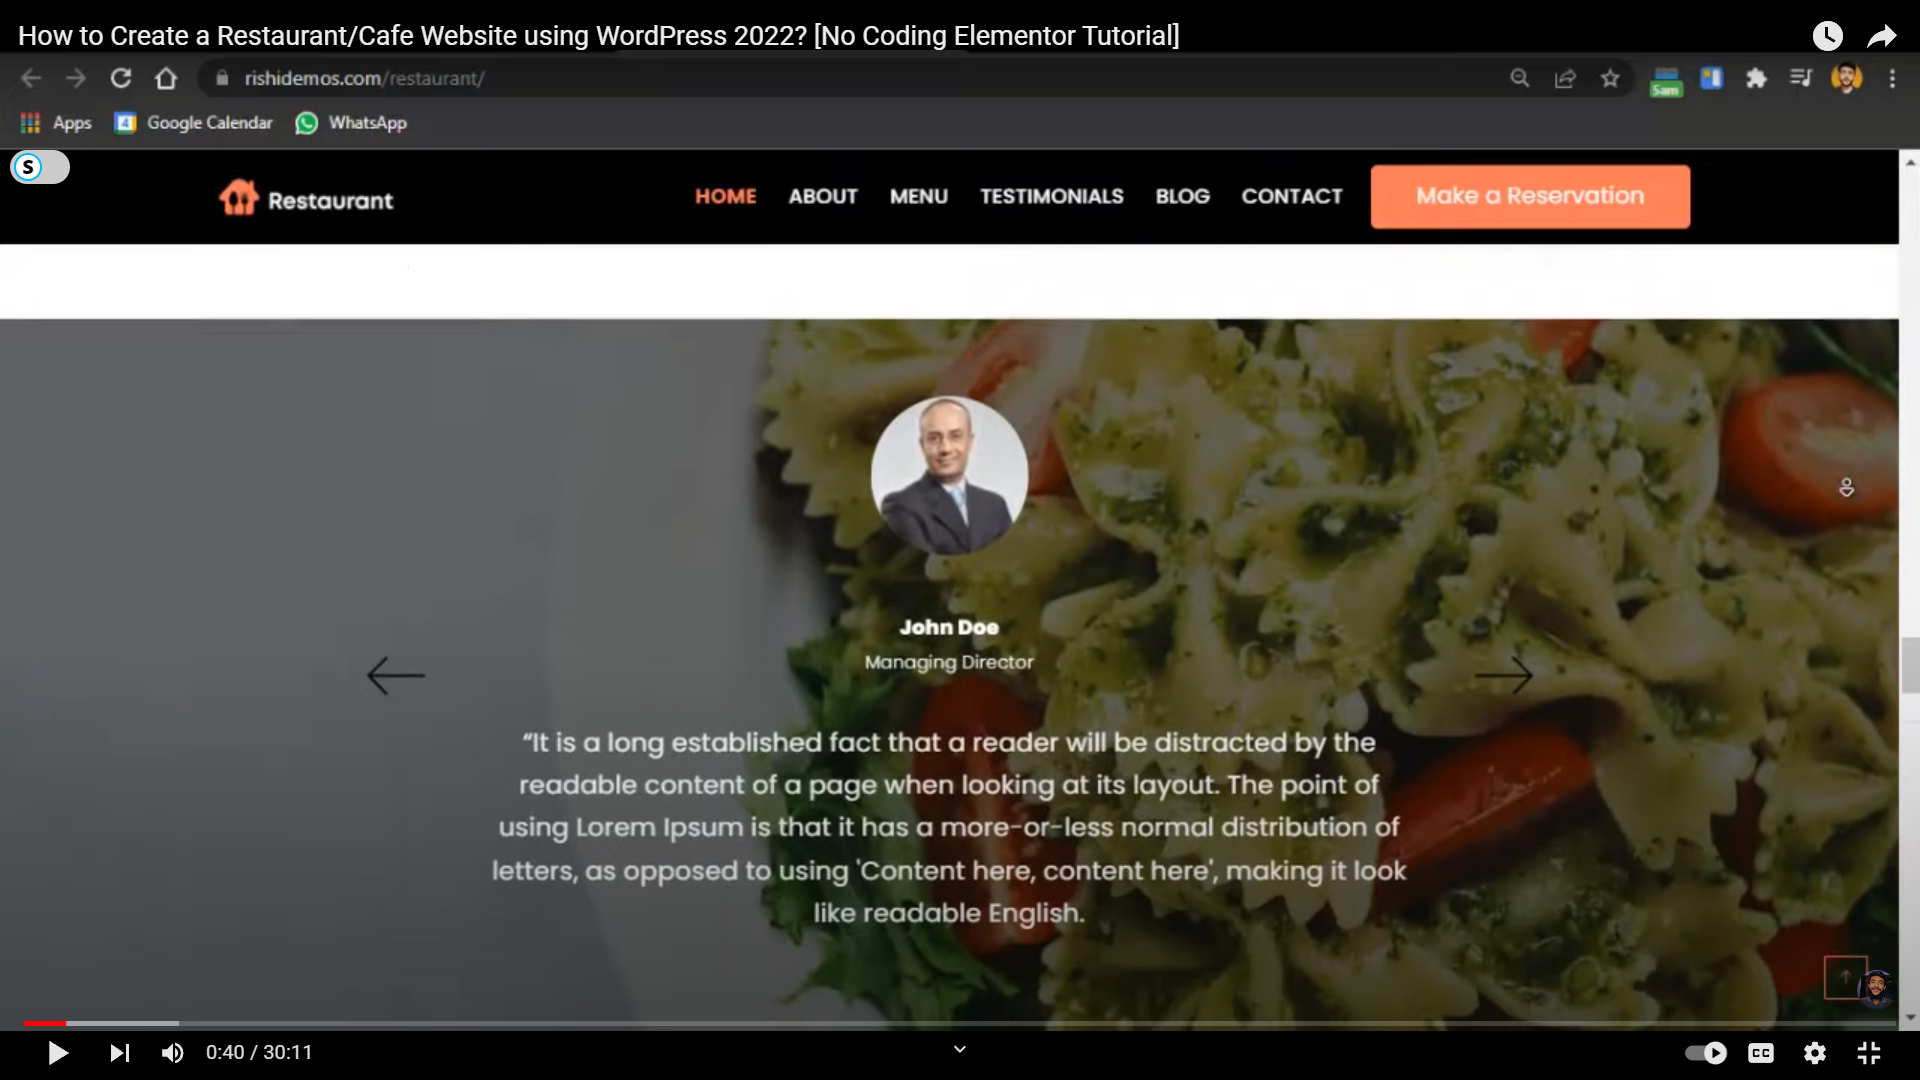 How to Create a Restaurant/Cafe Website using WordPress 2022? [No Coding Elementor Tutorial]
rishidemos.com/restaurant/
Sam
Apps
4
Google Calendar
WhatsApp
S
Restaurant
HOME
ABOUT
MENU
TESTIMONIALS
BLOG
CONTACT
Make a Reservation
John Doe
Managing Director
“It is a long established fact that a reader will be distracted by the
readable content of a page when looking at its layout. The point of
using Lorem Ipsum is that it has a more-or-less normal distribution of
letters, as opposed to using 'Content here, content here', making it look
like readable English.
0:40 / 30:11
CC